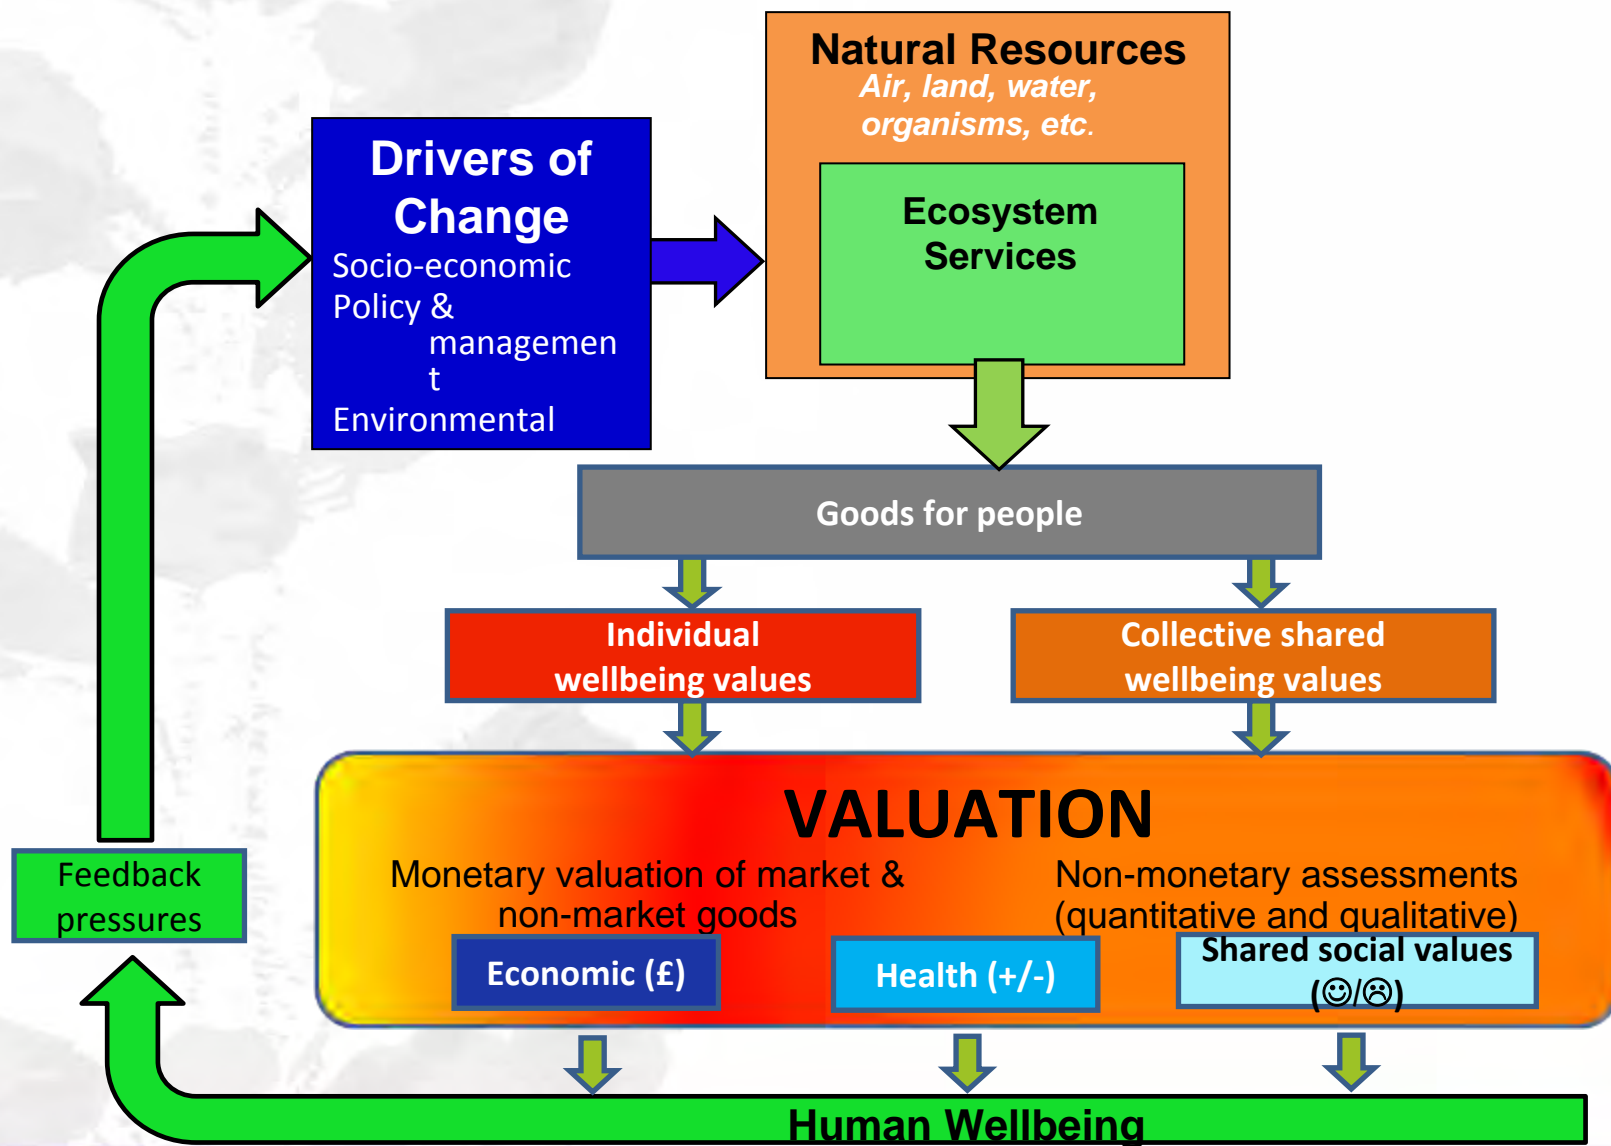 Natural Resources
Air, land, water,
organisms, etc.
Drivers of
Change
Socio-economic
Policy &
managemen
t
Environmental
Ecosystem
Services
Goods for people
Individual
wellbeing values
Collective shared
wellbeing values
VALUATION
Monetary valuation of market &
non-market goods
Non-monetary assessments
(quantitative and qualitative)
Economic (£)
Health (+/-)
Shared social values
(☺/☹)
Feedback
pressures
Human Wellbeing